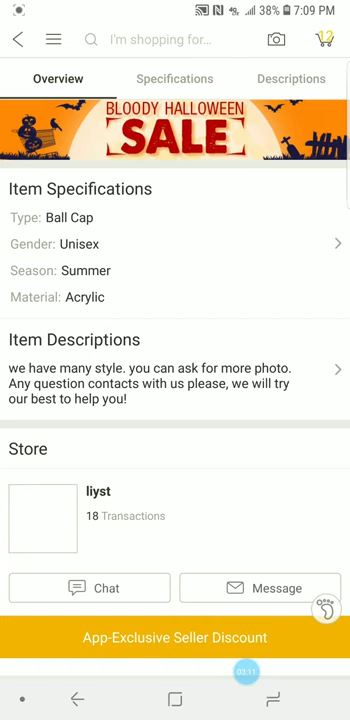 38% 7:09 PM
I'm shopping for...
12
Overview
Specifications
Descriptions
BLOODY HALLOWEEN
SALE
Item Specifications
Type: Ball Cap
Gender: Unisex
Season: Summer
Material: Acrylic
Item Descriptions
we have many style. you can ask for more photo.
Any question contacts with us please, we will try
our best to help you!
Store
liyst
18 Transactions
Chat
Message
App-Exclusive Seller Discount
03:11